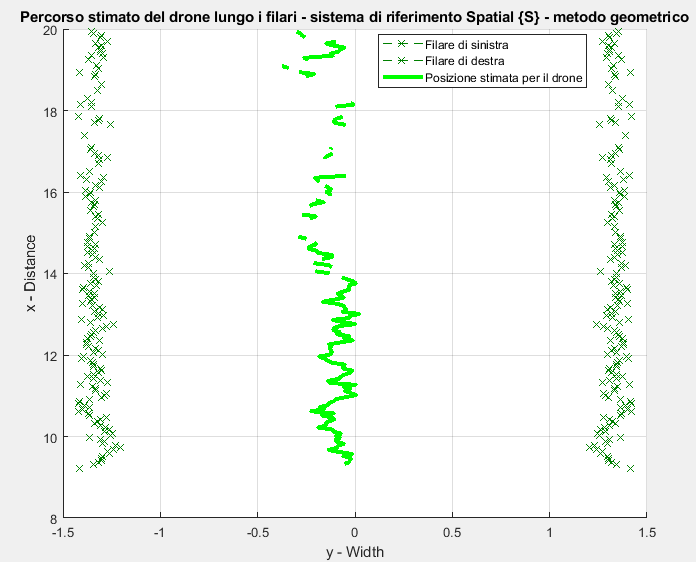 Percorso stimato del drone lungo i filari - sistema di riferimento Spatial {S} - metodo geometrico
Filare di sinistra
Filare di destra
Posizione stimata per il drone
x - Distance
20
18
16
14
12
10
8
-1.5
-1
-0.5
0
0.5
1
1.5
y - Width